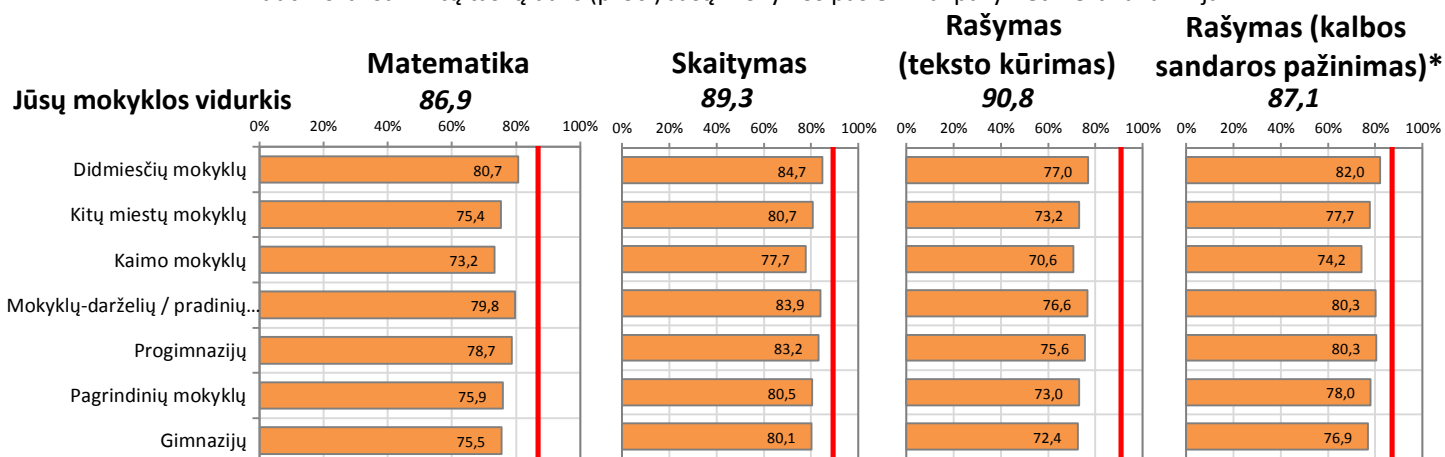 Rašymas
Rašymas (kalbos
Matematika
Skaitymas
(teksto kūrimas)
sandaros pažinimas)*
Jūsų mokyklos vidurkis
86,9
89,3
90,8
87,1
0% 20% 40% 60% 80% 100%
0% 20% 40% 60% 80% 100%
0% 20% 40% 60% 80% 100%
0% 20% 40% 60% 80% 100%
Didmiesčių mokyklų 80,7 84,7 77,0 82,0
Kitų miestų mokyklų 75,4 80,7 73,2 77,7
Kaimo mokyklų 73,2 77,7 70,6 74,2
Mokyklų-darželių / pradinių... 79,8 83,9 76,6 80,3
Progimnazijų 78,7 83,2 75,6 80,3
Pagrindinių mokyklų 75,9 80,5 73,0 78,0
Gimnazijų 75,5 80,1 72,4 76,9